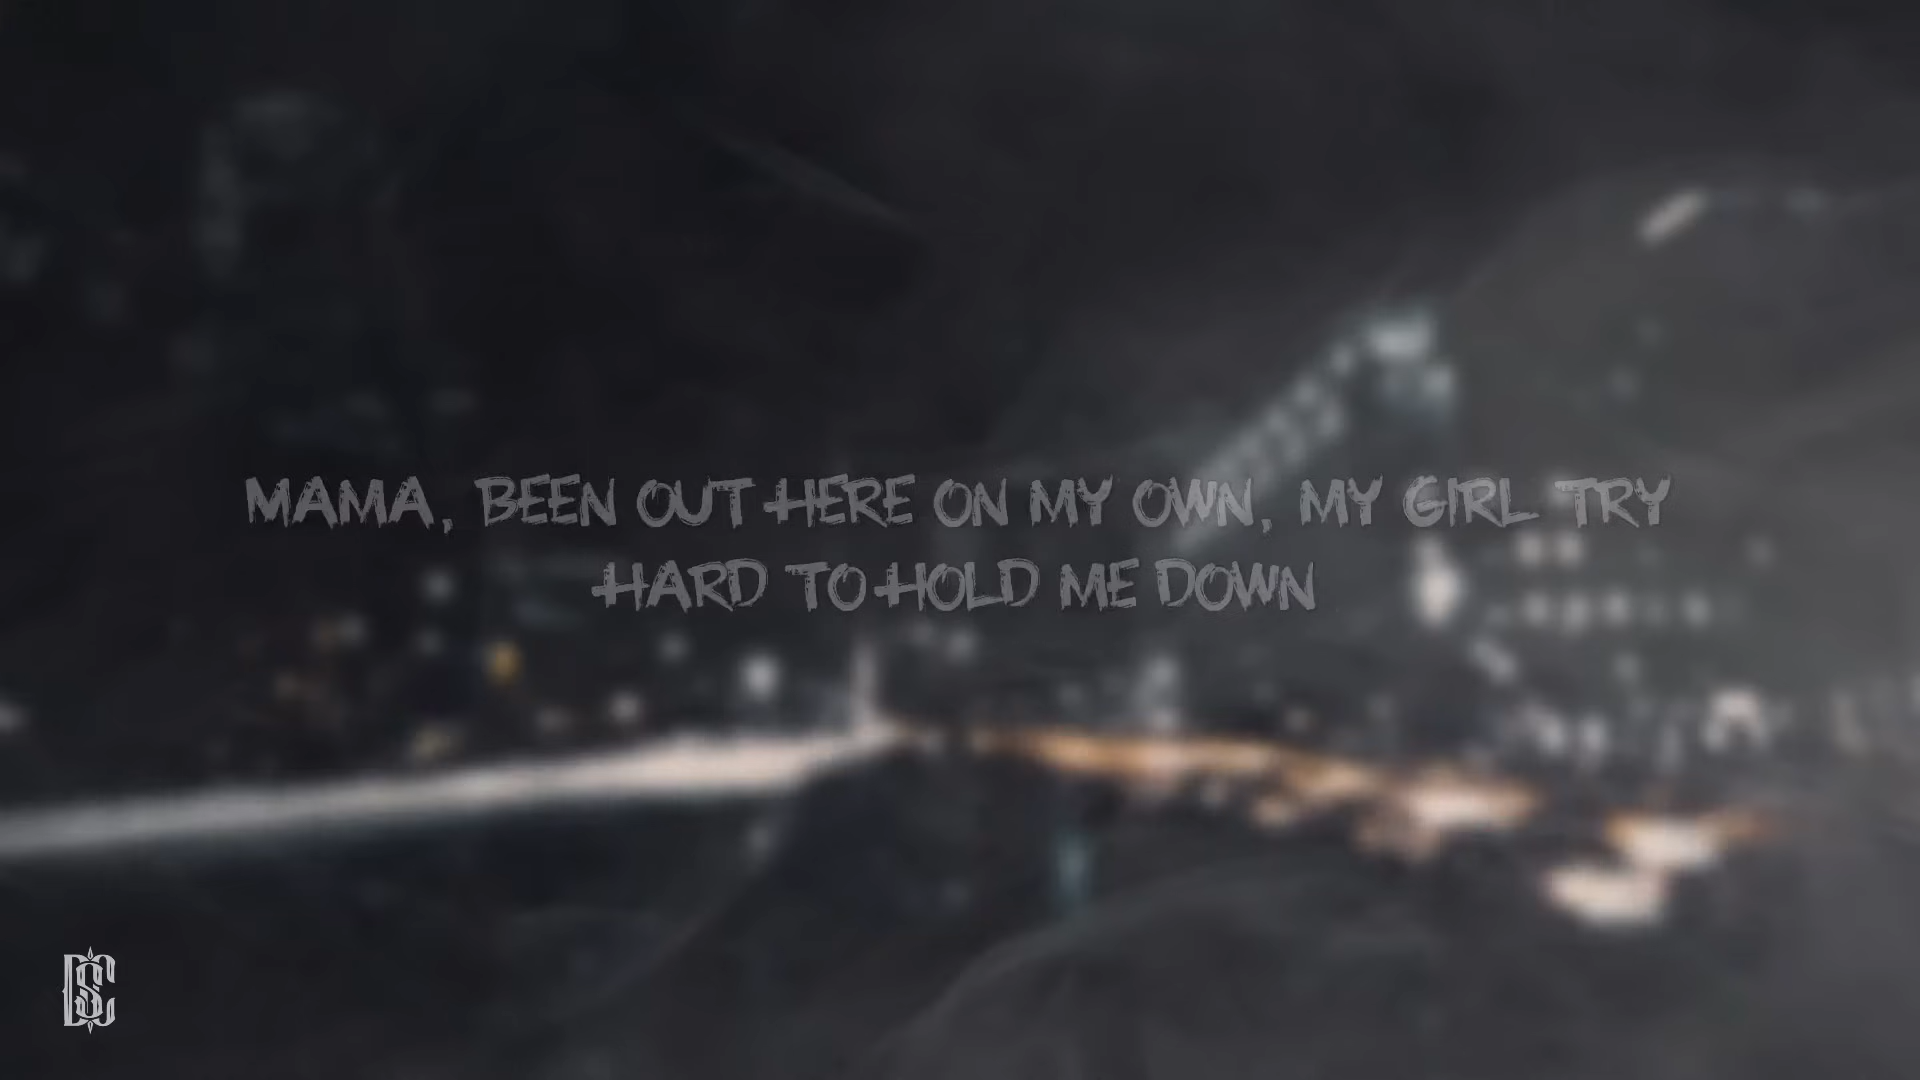 MAMA, BEEN OUT HERE ON MY OWN, MY GIRL TRY
HARD TO HOLD ME DOWN